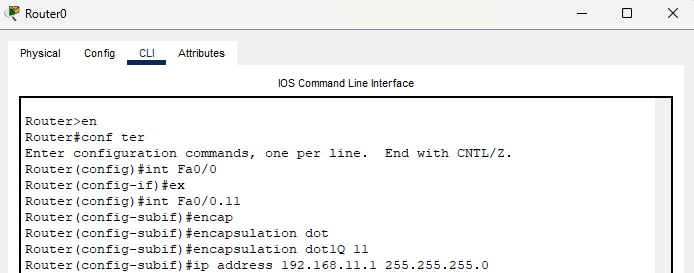 Router0
Physical Config CLI Attributes
IOS Command Line Interface
Router>en
Router#conf ter
Enter configuration commands, one per line.  End with CNTL/Z.
Router(config)#int Fa0/0
Router(config-if)#ex
Router(config)#int Fa0/0.11
Router(config-subif)#encap
Router(config-subif)#encapsulation dot
Router(config-subif)#encapsulation dot1Q 11
Router(config-subif)#ip address 192.168.11.1 255.255.255.0